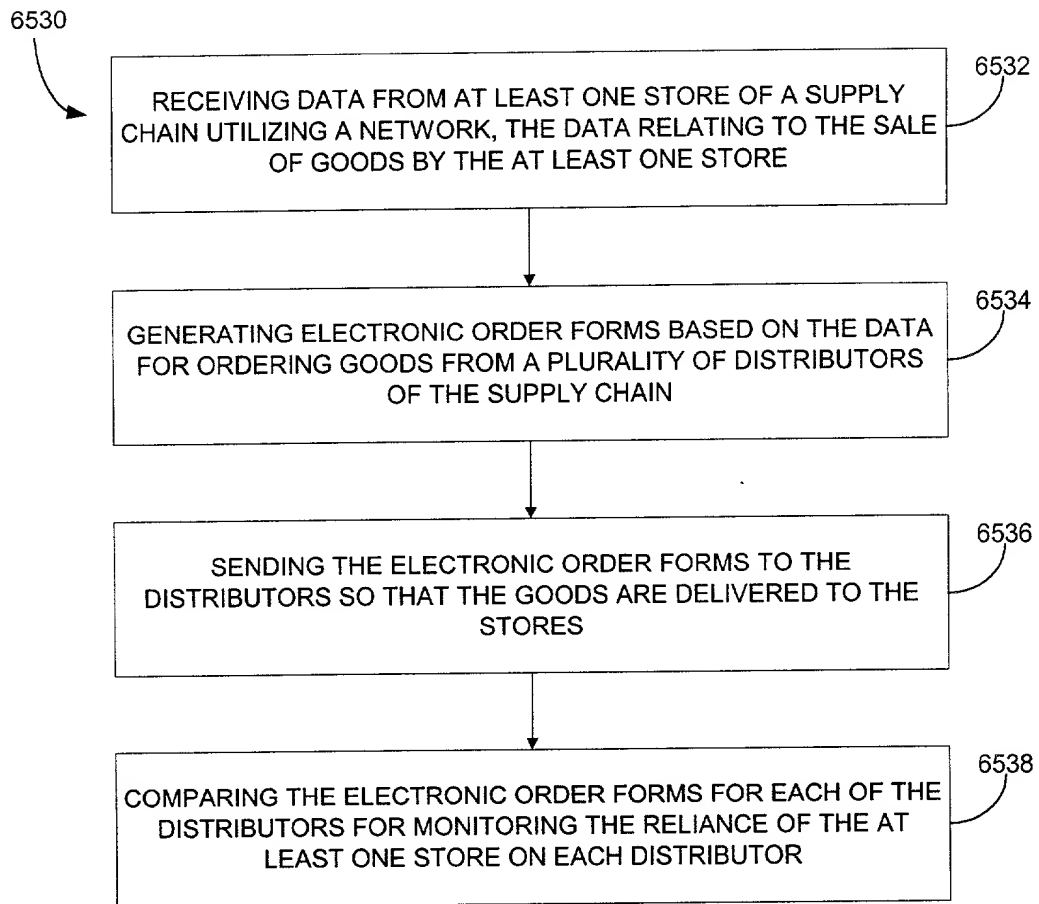 6530
6532
RECEIVING DATA FROM AT LEAST ONE STORE OF A SUPPLY
CHAIN UTILIZING A NETWORK, THE DATA RELATING TO THE SALE
OF GOODS BY THE AT LEAST ONE STORE
6534
GENERATING ELECTRONIC ORDER FORMS BASED ON THE DATA
FOR ORDERING GOODS FROM A PLURALITY OF DISTRIBUTORS
OF THE SUPPLY CHAIN
6536
SENDING THE ELECTRONIC ORDER FORMS TO THE
DISTRIBUTORS SO THAT THE GOODS ARE DELIVERED TO THE
STORES
6538
COMPARING THE ELECTRONIC ORDER FORMS FOR EACH OF THE
DISTRIBUTORS FOR MONITORING THE RELIANCE OF THE AT
LEAST ONE STORE ON EACH DISTRIBUTOR